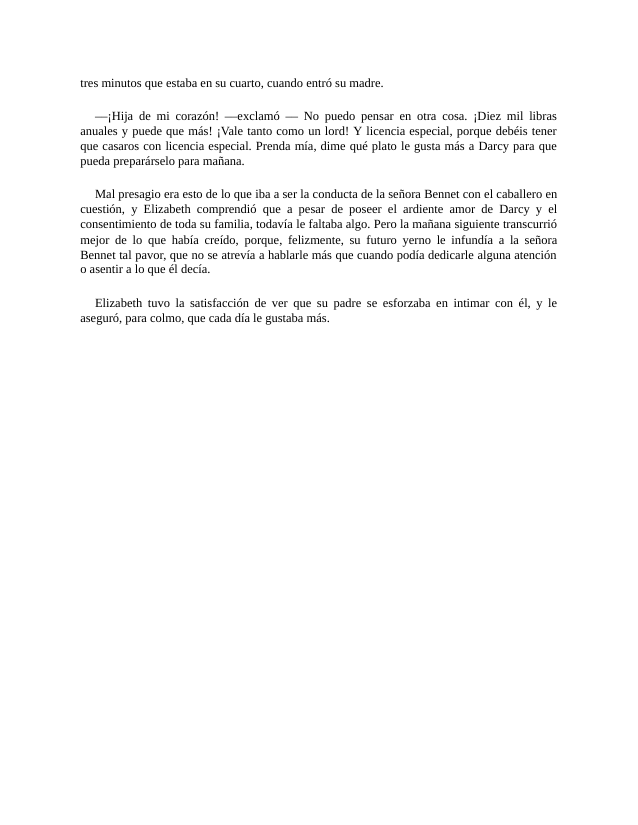 tres minutos que estaba en su cuarto, cuando entró su madre.
—¡Hija de mi corazón! —exclamó — No puedo pensar en otra cosa. ¡Diez mil libras
anuales y puede que más! ¡Vale tanto como un lord! Y licencia especial, porque debéis tener
que casaros con licencia especial. Prenda mía, dime qué plato le gusta más a Darcy para que
pueda preparárselo para mañana.
Mal presagio era esto de lo que iba a ser la conducta de la señora Bennet con el caballero en
cuestión, y Elizabeth comprendió que a pesar de poseer el ardiente amor de Darcy y el
consentimiento de toda su familia, todavía le faltaba algo. Pero la mañana siguiente transcurrió
mejor de lo que había creído, porque, felizmente, su futuro yerno le infundía a la señora
Bennet tal pavor, que no se atrevía a hablarle más que cuando podía dedicarle alguna atención
o asentir a lo que él decía.
Elizabeth tuvo la satisfacción de ver que su padre se esforzaba en intimar con él, y le
aseguró, para colmo, que cada día le gustaba más.